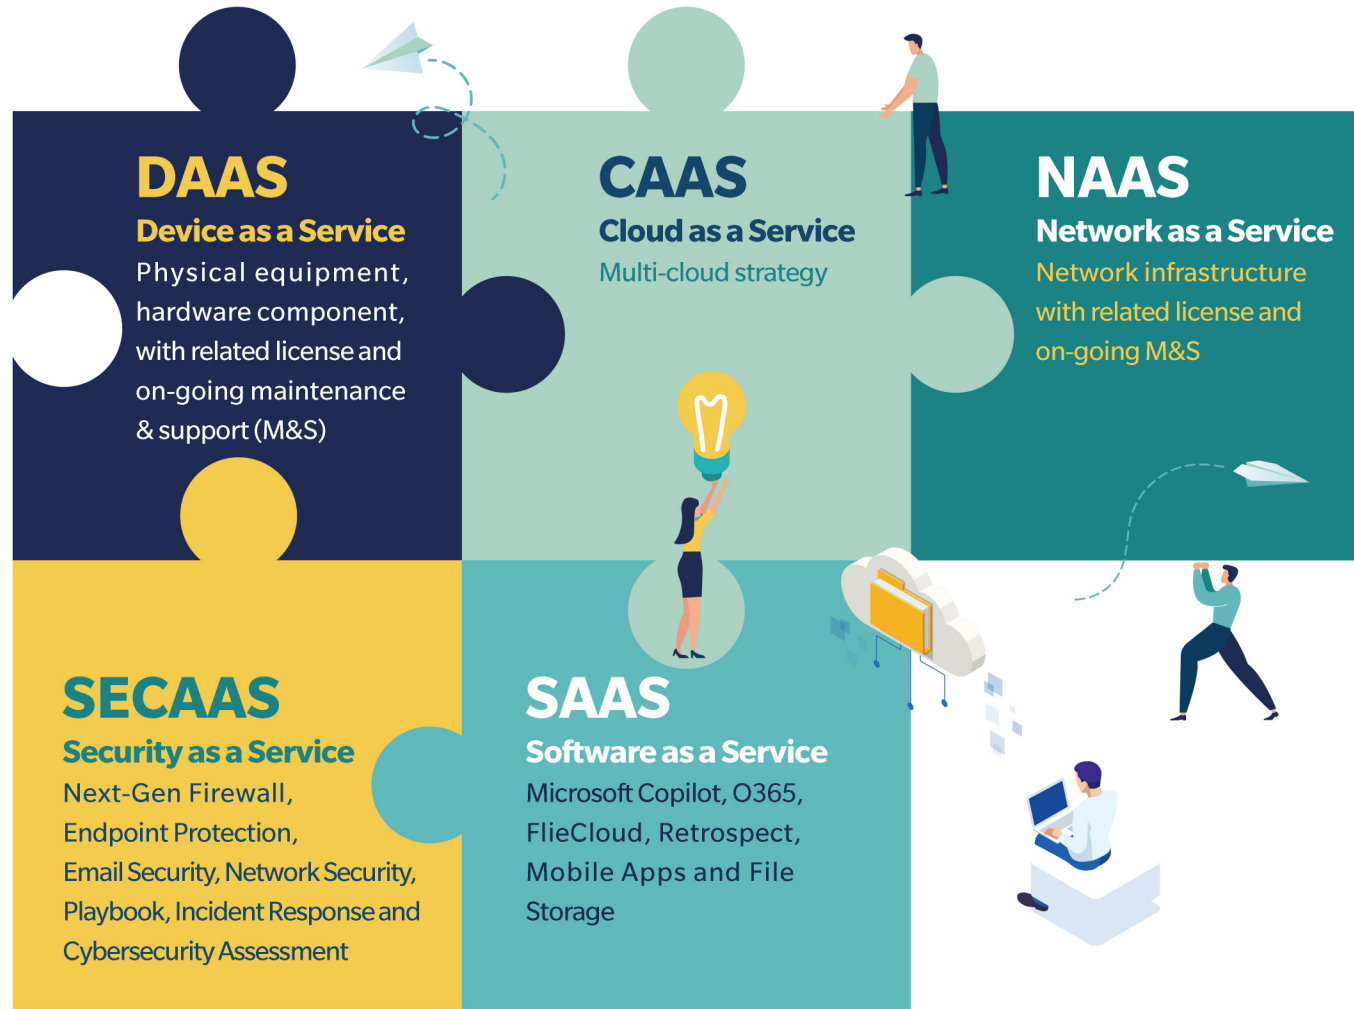 DAAS
Device as a Service
Physical equipment,
hardware component,
with related license and
on-going maintenance
& support (M&S)
CAAS
Cloud as a Service
Multi-cloud strategy
NAAS
Network as a Service
Network infrastructure
with related license and
on-going M&S
SECAAS
Security as a Service
Next-Gen Firewall,
Endpoint Protection,
Email Security, Network Security,
Playbook, Incident Response and
Cybersecurity Assessment
SAAS
Software as a Service
Microsoft Copilot, O365,
FlieCloud, Retrospect,
Mobile Apps and File
Storage